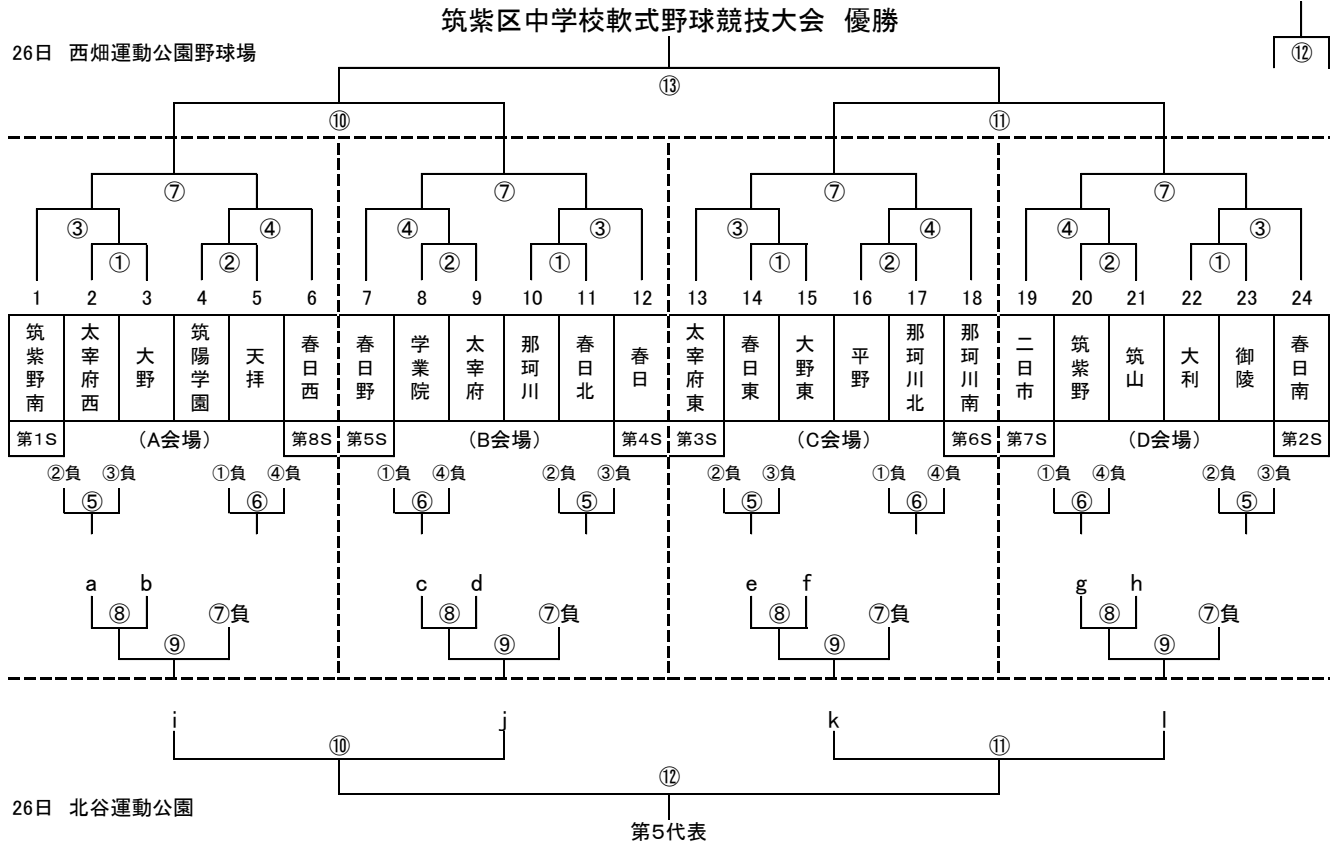 筑紫区中学校軟式野球競技大会 優勝
26日 西畑運動公園野球場
⑫
⑬
⑩ ⑪
⑦ ⑦ ⑦ ⑦
③ ④ ④ ③ ③ ④ ④ ③
① ② ② ① ① ② ② ①
1 2 3 4 5 6 7 8 9 10 11 12 13 14 15 16 17 18 19 20 21 22 23 24
筑紫野南 太宰府西 大野 筑陽学園 天拝 春日西 春日野 学業院 太宰府 那珂川 春日北 春日 太宰府東 春日東 大野東 平野 那珂川北 那珂川南 二日市 筑紫野 筑山 大利 御陵 春日南
第1S (A会場) 第8S 第5S (B会場) 第4S 第3S (C会場) 第6S 第7S (D会場) 第2S
②負 ③負 ①負 ④負 ①負 ④負 ②負 ③負 ②負 ③負 ①負 ④負 ①負 ④負 ②負 ③負
⑤ ⑥ ⑥ ⑤ ⑤ ⑥ ⑥ ⑤
a b c d e f g h
⑧ ⑦負 ⑧ ⑦負 ⑧ ⑦負 ⑧ ⑦負
⑨ ⑨ ⑨ ⑨
i j k l
⑩ ⑪
⑫
26日 北谷運動公園
第5代表